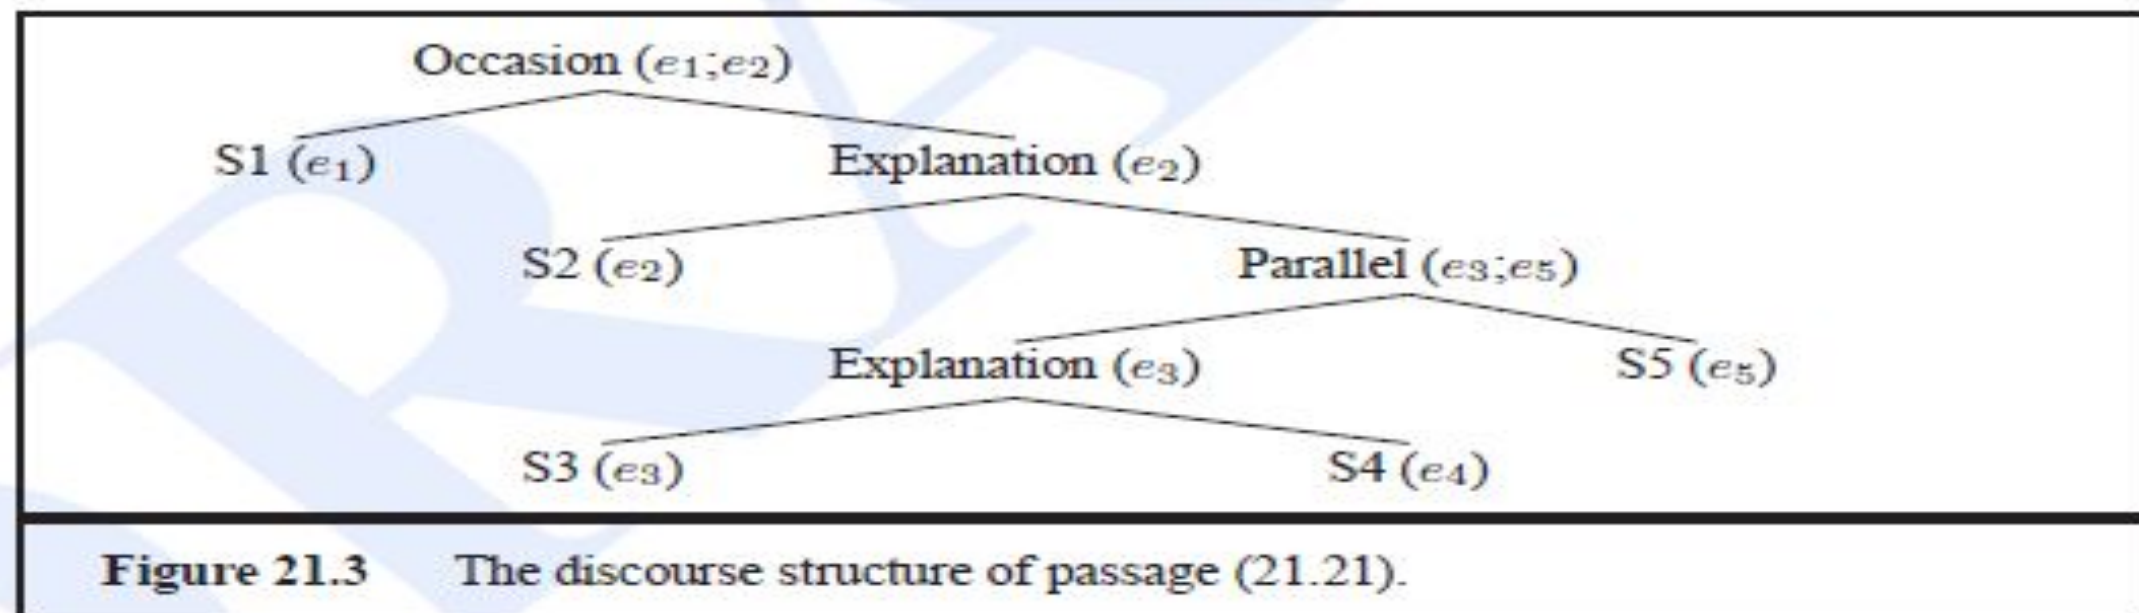 Occasion (e1;e2)
S1 (e1) Explanation (e2)
S2 (e2) Parallel (e3;e5)
Explanation (e3) S5 (e5)
S3 (e3) S4 (e4)
Figure 21.3 The discourse structure of passage (21.21).